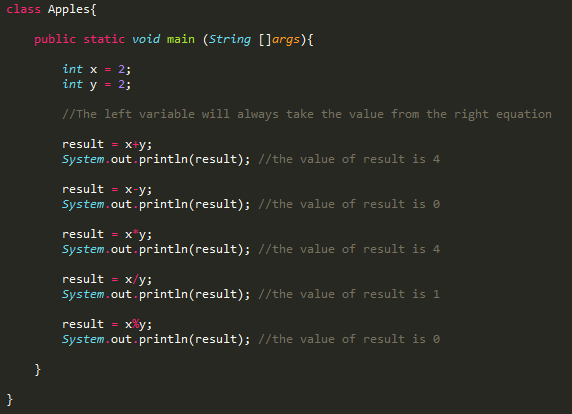 class Apples{
public static void main (String []args){
int x = 2;
int y = 2;
//The left variable will always take the value from the right equation
result = x+y;
System.out.println(result); //the value of result is 4
result = x-y;
System.out.println(result); //the value of result is 0
result = x*y;
System.out.println(result); //the value of result is 4
result = x/y;
System.out.println(result); //the value of result is 1
result = x%y;
System.out.println(result); //the value of result is 0
}
}